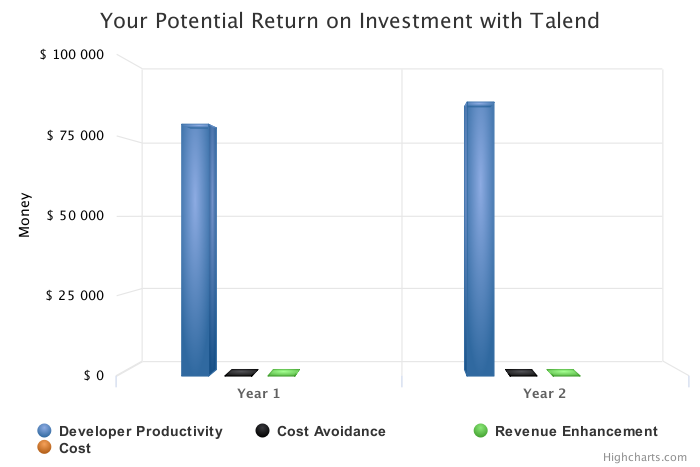 Your Potential Return on Investment with Talend
$ 100 000
$ 75 000
$ 50 000
$ 25 000
$ 0
Money
Year 1
Year 2
Developer Productivity
Cost Avoidance
Revenue Enhancement
Cost
Highcharts.com